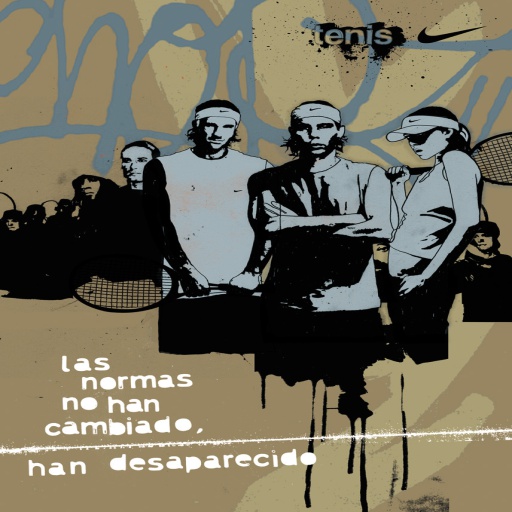 tenis
las
normas
no han
cambiado,
han desaparecido